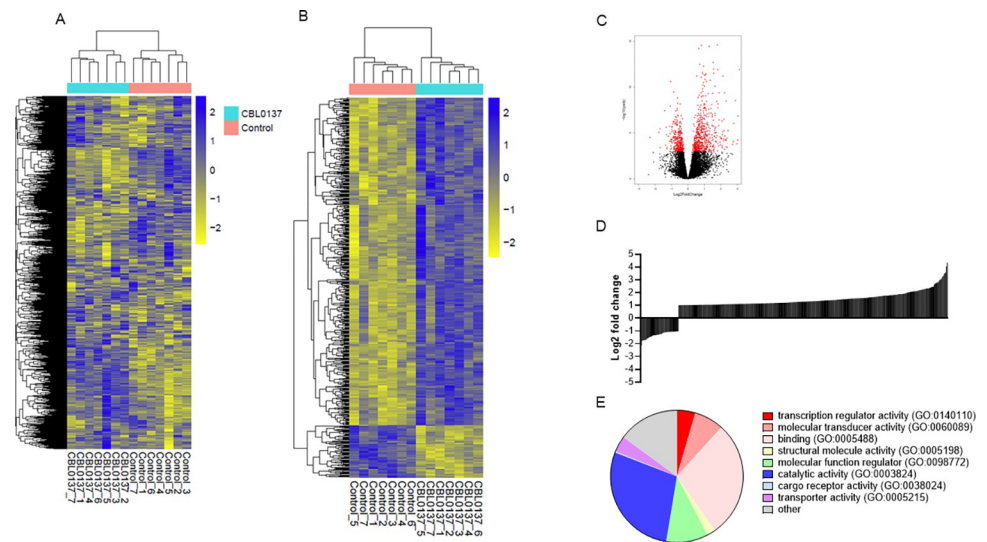 A
B
C
CBL0137
Control
2
1
0
−1
−2
CBL0137_7
CBL0137_1
CBL0137_4
CBL0137_6
CBL0137_5
CBL0137_3
CBL0137_2
Control_7
Control_1
Control_6
Control_4
Control_5
Control_2
Control_3
2
1
0
−1
−2
Control_5
Control_7
Control_1
Control_2
Control_3
Control_4
Control_6
CBL0137_5
CBL0137_7
CBL0137_1
CBL0137_2
CBL0137_3
CBL0137_4
CBL0137_6
Log2FoldChange
D
Log2 fold change
5
4
3
2
1
0
-1
-2
-3
-4
-5
E
transcription regulator activity (GO:0140110)
molecular transducer activity (GO:0060089)
binding (GO:0005488)
structural molecule activity (GO:0005198)
molecular function regulator (GO:0098772)
catalytic activity (GO:0003824)
cargo receptor activity (GO:0038024)
transporter activity (GO:0005215)
other